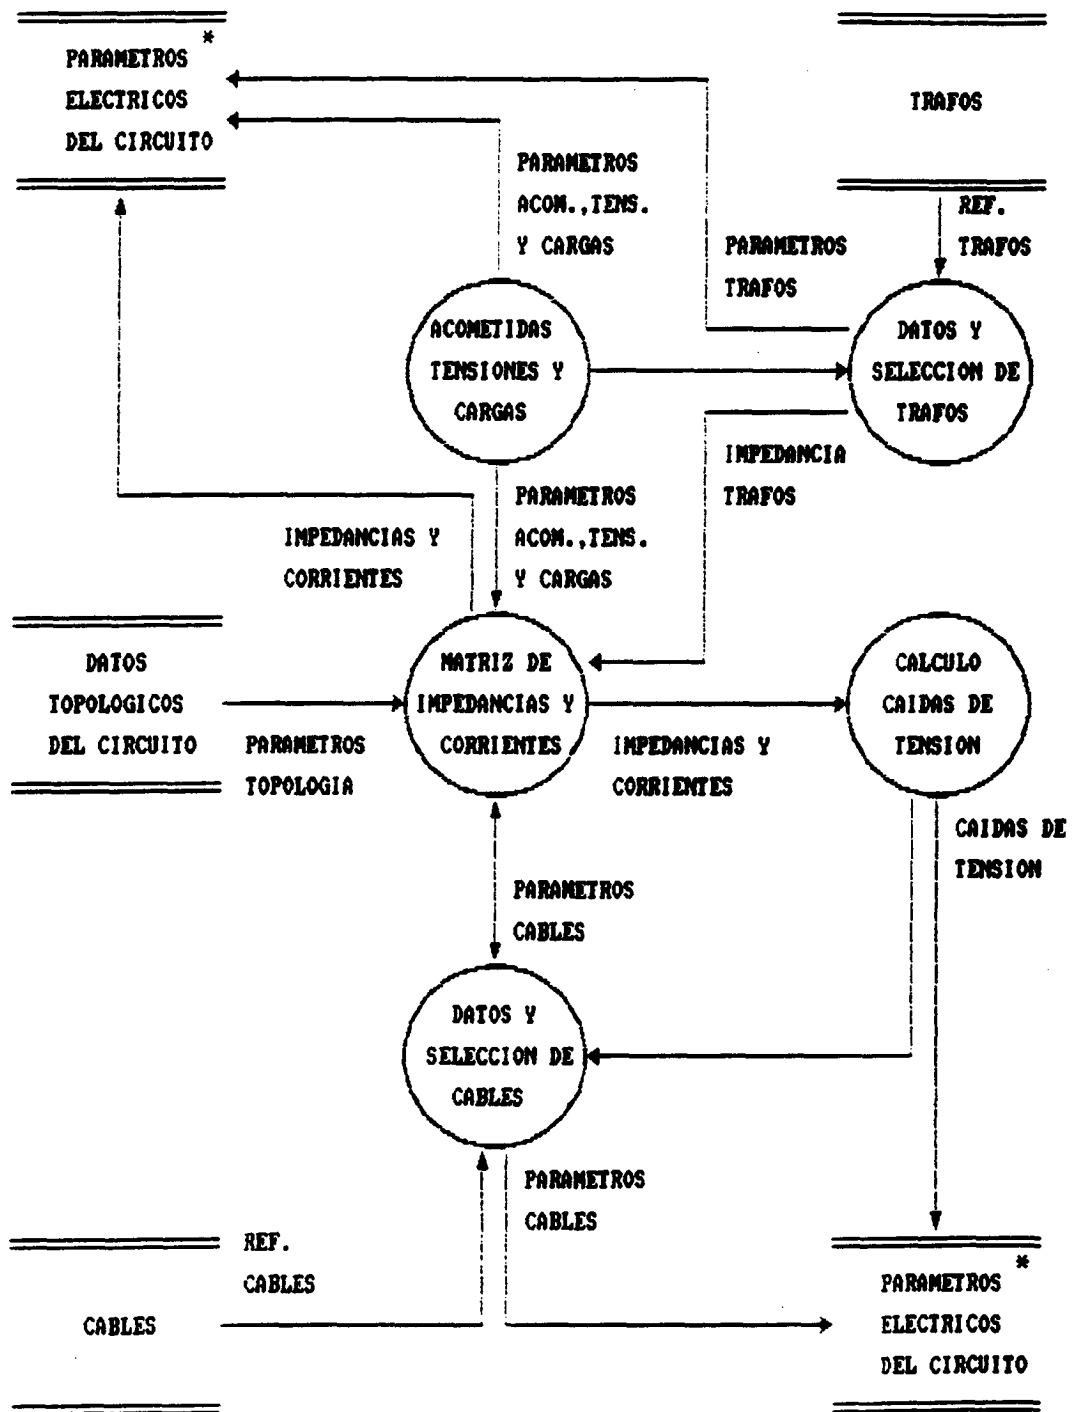 *
PARAMETROS
ELECTRICOS
DEL CIRCUITO
TRAFOS
PARAMETROS
ACOM.,TENS.
Y CARGAS
REF.
TRAFOS
PARAMETROS
TRAFOS
ACOMETIDAS
TENSIONES Y
CARGAS
DATOS Y
SELECCION DE
TRAFOS
IMPEDANCIA
TRAFOS
PARAMETROS
ACOM.,TENS.
Y CARGAS
IMPEDANCIAS Y
CORRIENTES
DATOS
TOPOLOGICOS
DEL CIRCUITO
PARAMETROS
TOPOLOGIA
MATRIZ DE
IMPEDANCIAS Y
CORRIENTES
IMPEDANCIAS Y
CORRIENTES
CALCULO
CAIDAS DE
TENSION
CAIDAS DE
TENSION
PARAMETROS
CABLES
DATOS Y
SELECCION DE
CABLES
PARAMETROS
CABLES
REF.
CABLES
CABLES
*
PARAMETROS
ELECTRICOS
DEL CIRCUITO